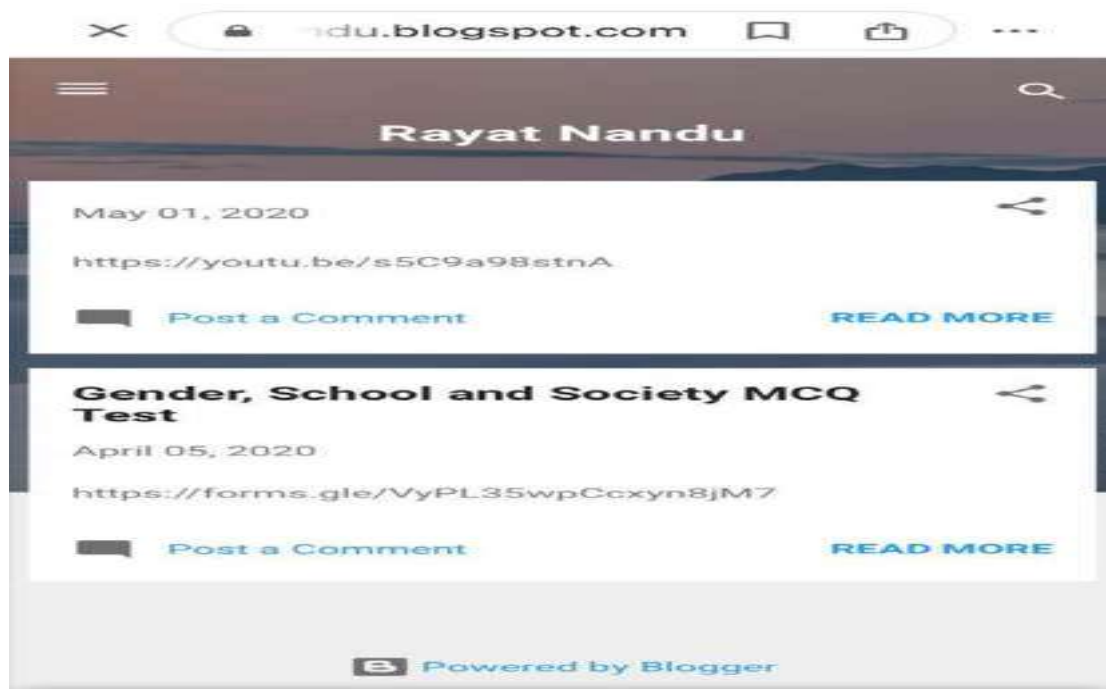 du.blogspot.com
Rayat Nandu
May 01, 2020
https://youtu.be/s5C9a98stnA
Post a Comment READ MORE
Gender, School and Society MCQ
Test
April 05, 2020
https://forms.gle/VyPL35wpCcxyn8jM7
Post a Comment READ MORE
Powered by Blogger